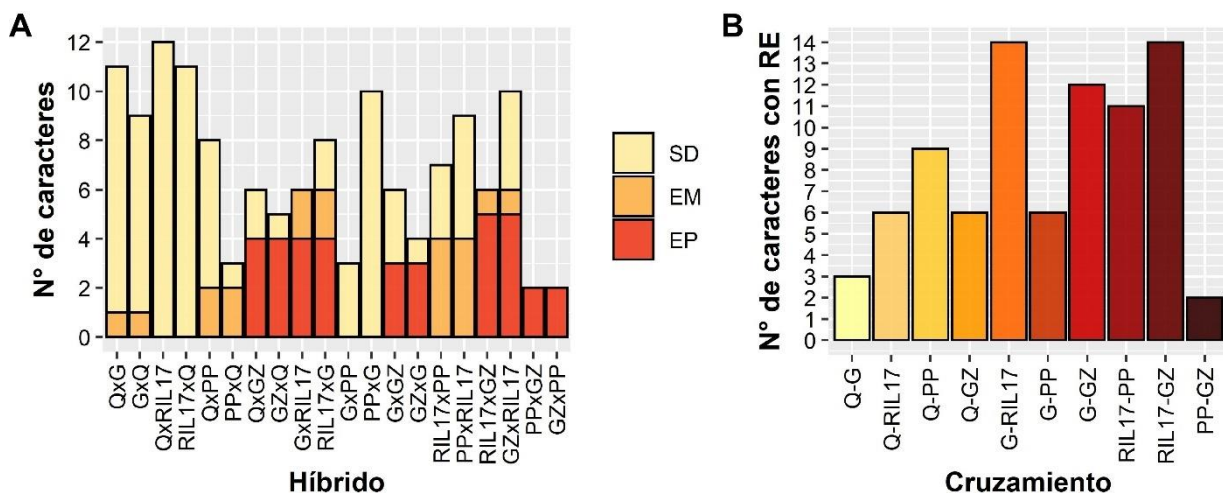 A
N° de caracteres
12
10
8
6
4
2
0
QxG
GxQ
QxRIL17
RIL17xQ
QxPP
PPxQ
QxGZ
GZxQ
GxRIL17
RIL17xG
GxPP
PPxG
GxGZ
GZxG
RIL17xPP
PPxRIL17
RIL17xGZ
GZxRIL17
PPxGZ
GZxPP
Híbrido
SD
EM
EP
B
N° de caracteres con RE
14
13
12
11
10
9
8
7
6
5
4
3
2
1
0
Q-G
Q-RIL17
Q-PP
Q-GZ
G-RIL17
G-PP
G-GZ
RIL17-PP
RIL17-GZ
PP-GZ
Cruzamiento